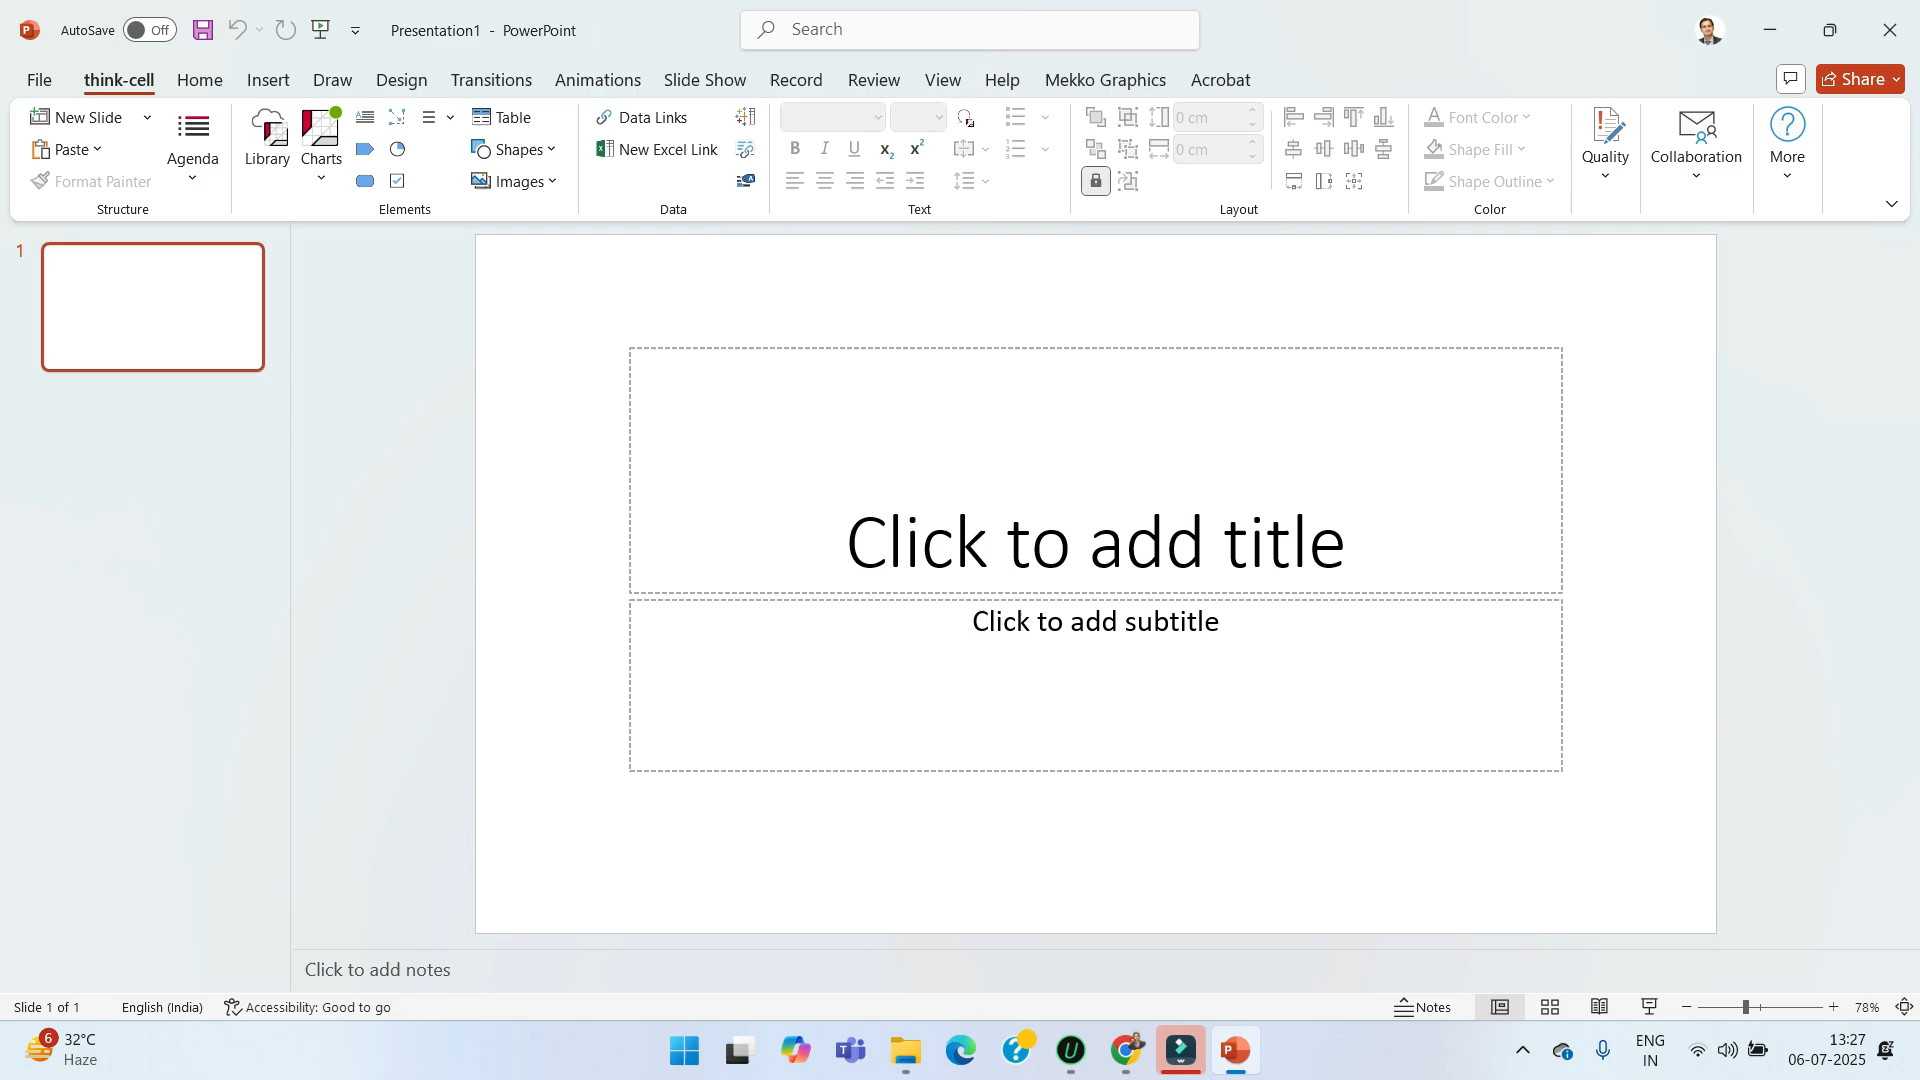 AutoSave Off Presentation1 - PowerPoint Search
File think-cell Home Insert Draw Design Transitions Animations Slide Show Record Review View Help Mekko Graphics Acrobat Share
New Slide
Paste
Format Painter
Agenda
Structure
Library
Charts
Table
Shapes
Images
Elements
Data Links
New Excel Link
Data
B I U x2 x2
Text
0 cm
0 cm
Layout
Font Color
Shape Fill
Shape Outline
Color
Quality
Collaboration
More
1
Click to add title
Click to add subtitle
Click to add notes
Slide 1 of 1 English (India) Accessibility: Good to go Notes 78%
6
32°C
Haze
ENG
IN
13:27
06-07-2025